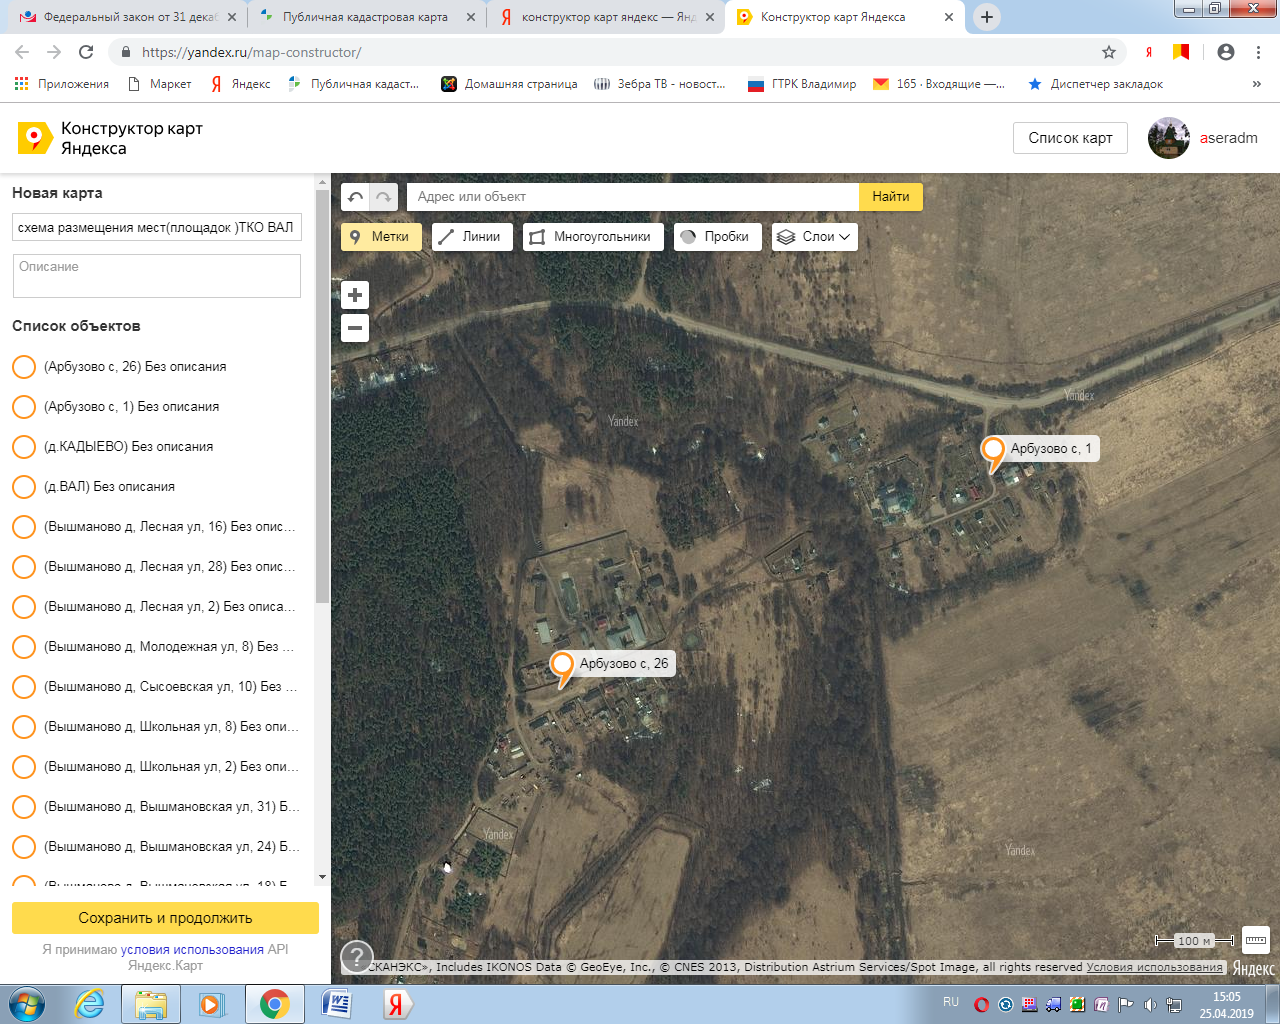 Федеральный закон от 31 декаб
Публичная кадастровая карта
конструктор карт яндекс — Янд
Конструктор карт Яндекса
https://yandex.ru/map-constructor/
Приложения
Маркет
Яндекс
Публичная кадаст...
Домашняя страница
Зебра ТВ - новост...
ГТРК Владимир
165 · Входящие —...
Диспетчер закладок
Конструктор карт
Яндекса
Список карт
aseradm
Новая карта
схема размещения мест(площадок )ТКО ВАЛ
Описание
Список объектов
(Арбузово с, 26) Без описания
(Арбузово с, 1) Без описания
(д.КАДЫЕВО) Без описания
(д.ВАЛ) Без описания
(Вышманово д, Лесная ул, 16) Без опис...
(Вышманово д, Лесная ул, 28) Без опис...
(Вышманово д, Лесная ул, 2) Без описа...
(Вышманово д, Молодежная ул, 8) Без ...
(Вышманово д, Сысоевская ул, 10) Без ...
(Вышманово д, Школьная ул, 8) Без опи...
(Вышманово д, Школьная ул, 2) Без опи...
(Вышманово д, Вышмановская ул, 31) Б...
(Вышманово д, Вышмановская ул, 24) Б...
(Вышманово д, Вышмановская ул, 18) Б...
Сохранить и продолжить
Я принимаю условия использования API
Яндекс.Карт
Адрес или объект
Найти
Метки
Линии
Многоугольники
Пробки
Слои
Yandex
Yandex
Арбузово с, 1
Арбузово с, 26
Yandex
Yandex
100 м
?
СКАНЭКС», Includes IKONOS Data © GeoEye, Inc., © CNES 2013, Distribution Astrium Services/Spot Image, all rights reserved Условия использования
Яндекс
RU
15:05
25.04.2019